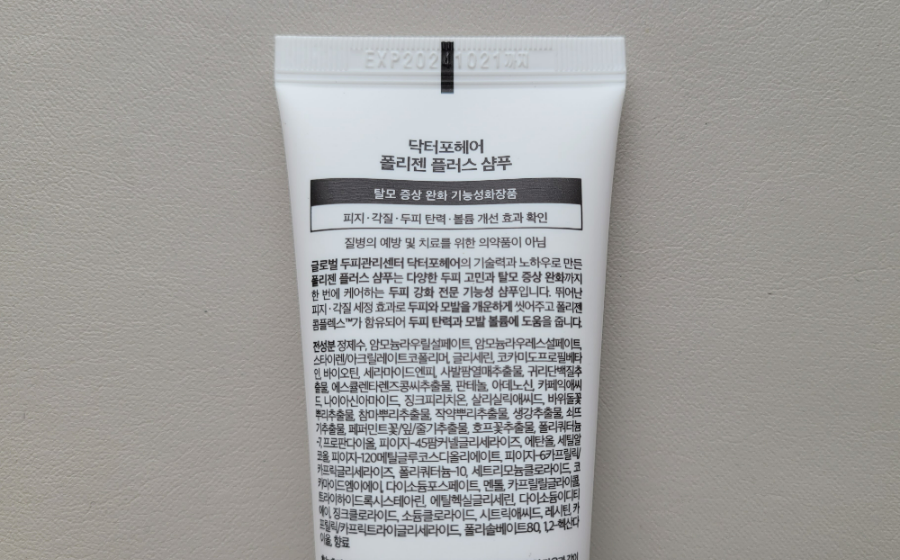 EXP202 1021까지
닥터포헤어
폴리젠 플러스 샴푸
탈모 증상 완화 기능성화장품
피지·각질·두피 탄력·볼륨 개선 효과 확인
질병의 예방 및 치료를 위한 의약품이 아님
글로벌 두피관리센터 닥터포헤어의 기술력과 노하우로 만든
폴리젠 플러스 샴푸는 다양한 두피 고민과 탈모 증상 완화까지
한 번에 케어하는 두피 강화 전문 기능성 샴푸입니다. 뛰어난
피지·각질 세정 효과로 두피와 모발을 개운하게 씻어주고 폴리젠
콤플렉스™가 함유되어 두피 탄력과 모발 볼륨에 도움을 줍니다.
전성분 정제수, 암모늄라우릴설페이트, 암모늄라우레스설페이트,
스타이렌/아크릴레이트코폴리머, 글리세린, 코카미도프로필베타
인, 바이오틴, 세라마이드엔피, 사발팜열매추출물, 귀리단백질추
출물, 에스큘렌타렌즈콩씨추출물, 판테놀, 아데노신, 카페익애씨
드, 나이아신아마이드, 징크피리치온, 살리실릭애씨드, 바위돌꽃
뿌리추출물, 참마뿌리추출물, 작약뿌리추출물, 생강추출물, 쇠뜨
기추출물, 페퍼민트꽃/잎/줄기추출물, 호프꽃추출물, 폴리쿼터늄
-7, 프로판다이올, 피이지-45팜커넬글리세라이즈, 에탄올, 세틸알
코올, 피이지-120메틸글루코스디올리에이트, 피이지-6카프릴릭/
카프릭글리세라이즈, 폴리쿼터늄-10, 세트리모늄클로라이드, 코
카마이드엠이에이, 다이소듐포스페이트, 멘톨, 카프릴릴글라이콜,
트라이하이드록시스테아린, 에틸헥실글리세린, 다이소듐이디티
에이, 징크클로라이드, 소듐클로라이드, 시트릭애씨드, 레시틴, 카
프릴릭/카프릭트라이글리세라이드, 폴리솔베이트80, 1,2-헥산다
이올, 향료